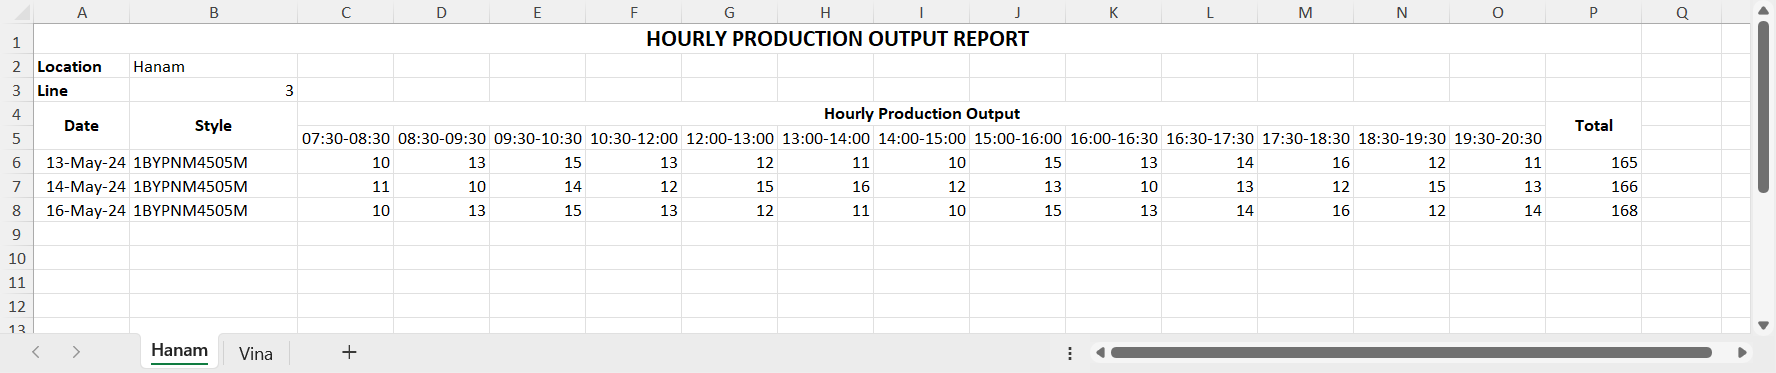 A B C D E F G H I J K L M N O P Q
1 HOURLY PRODUCTION OUTPUT REPORT
2 Location Hanam
3 Line 3
4 Date Style Hourly Production Output Total
5 07:30-08:30 08:30-09:30 09:30-10:30 10:30-12:00 12:00-13:00 13:00-14:00 14:00-15:00 15:00-16:00 16:00-16:30 16:30-17:30 17:30-18:30 18:30-19:30 19:30-20:30
6 13-May-24 1BYPNM4505M 10 13 15 13 12 11 10 15 13 14 16 12 11 165
7 14-May-24 1BYPNM4505M 11 10 14 12 15 16 12 13 10 13 12 15 13 166
8 16-May-24 1BYPNM4505M 10 13 15 13 12 11 10 15 13 14 16 12 14 168
9
10
11
12
13
Hanam Vina